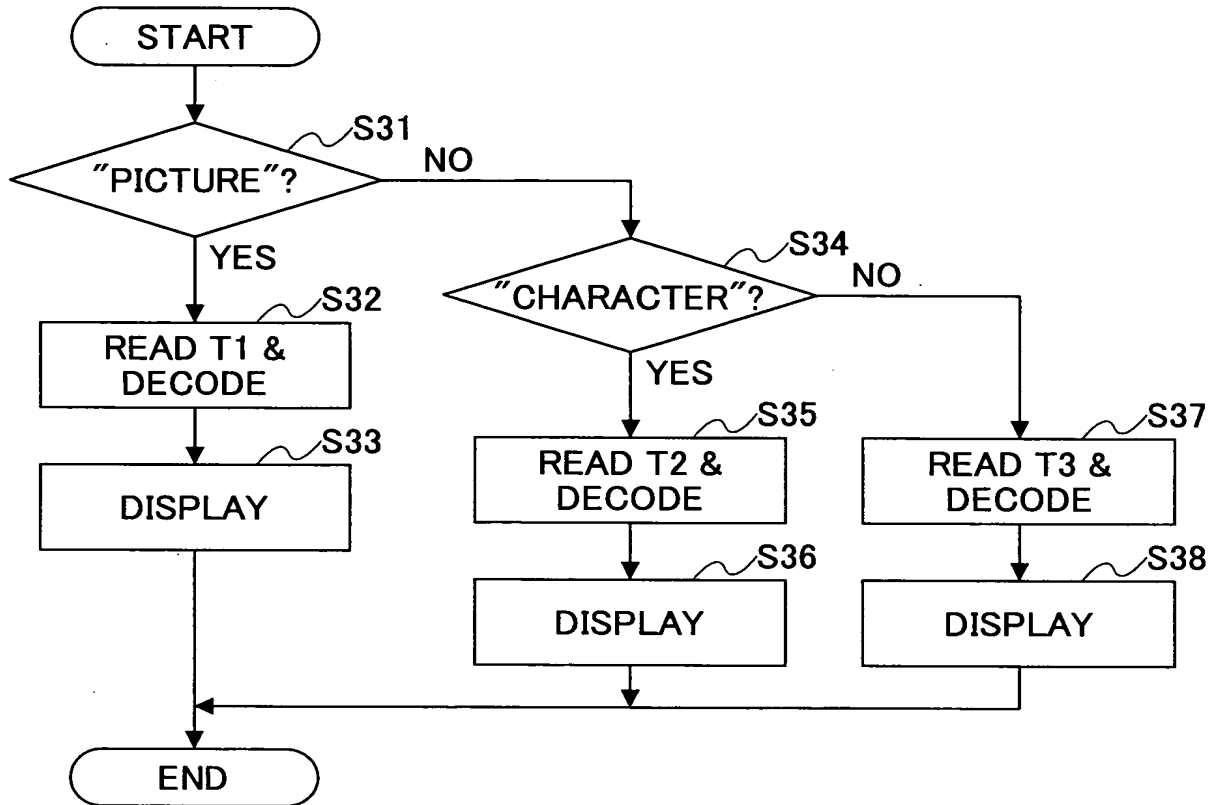 START
S31
"PICTURE"?
NO
YES
S34
"CHARACTER"?
NO
YES
S32
READ T1 &
DECODE
S33
DISPLAY
S35
READ T2 &
DECODE
S36
DISPLAY
S37
READ T3 &
DECODE
S38
DISPLAY
END